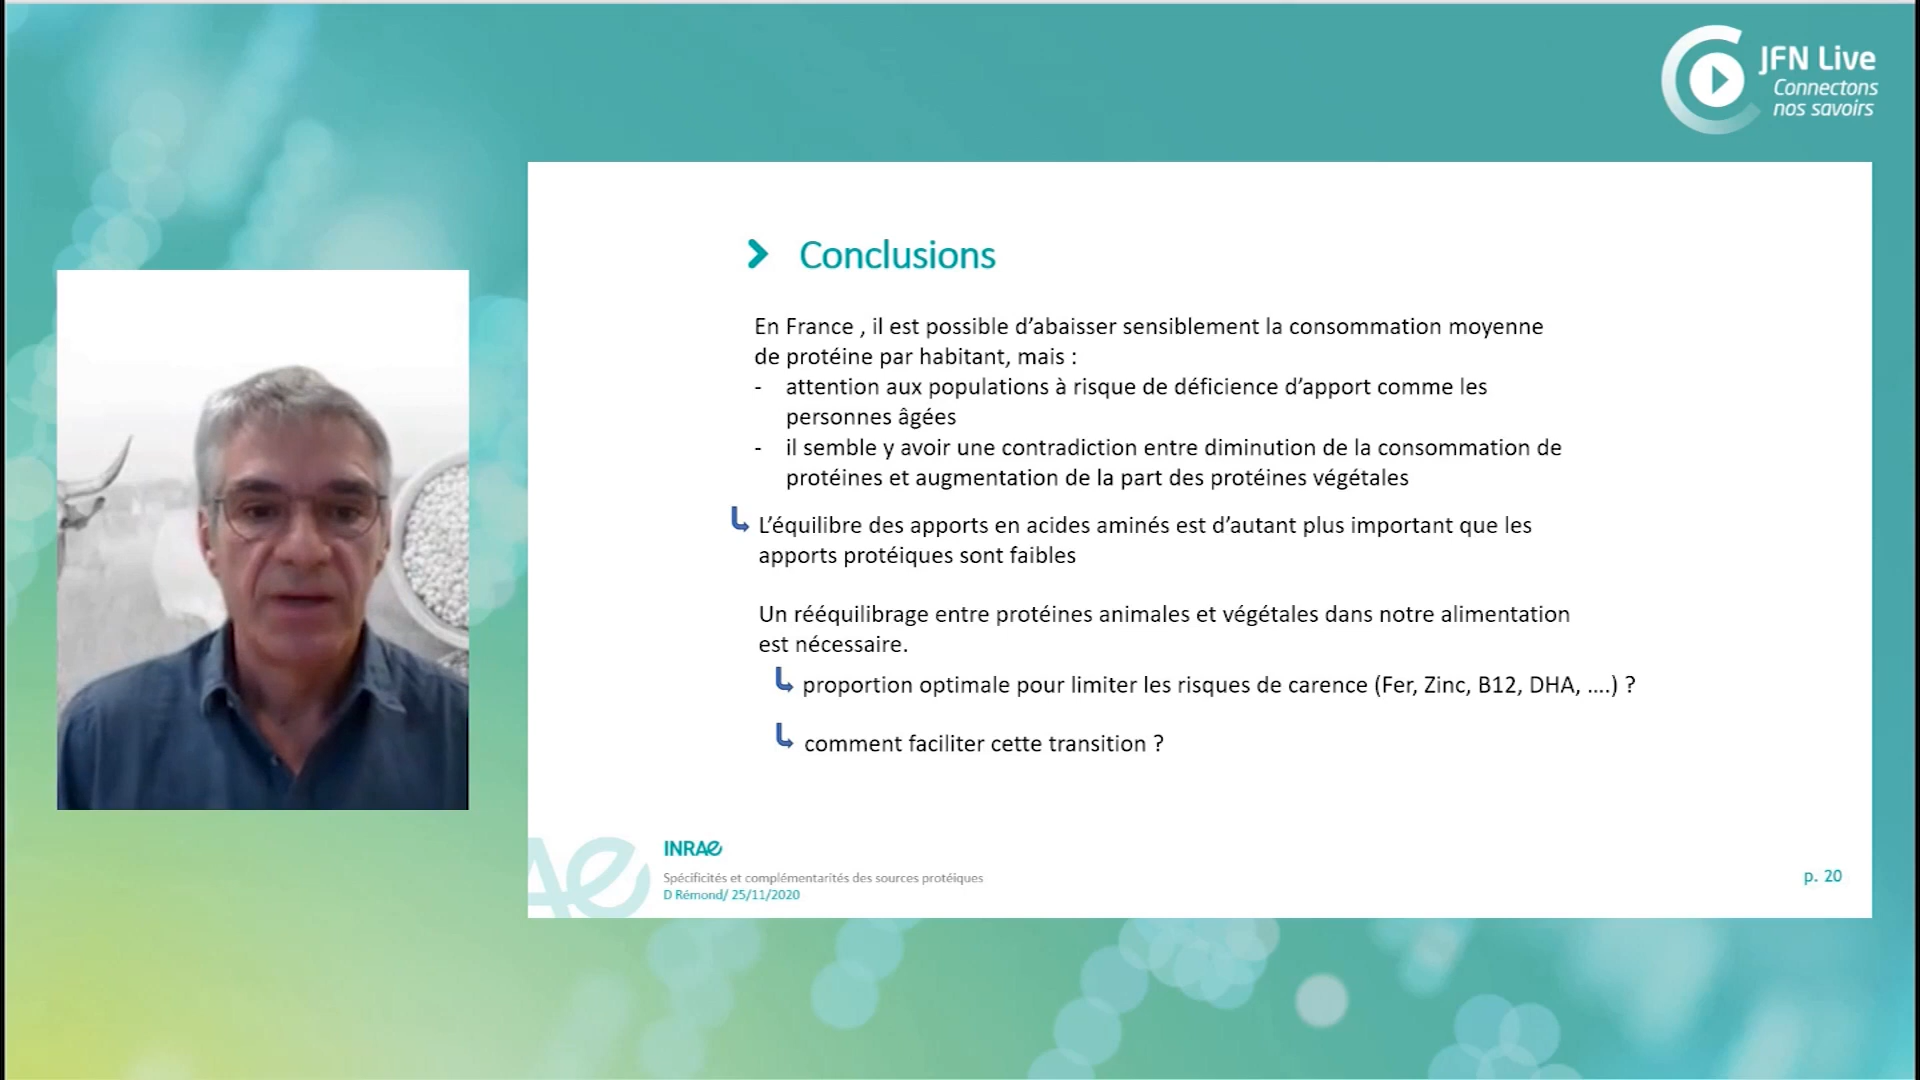 JFN Live
Connectons
nos savoirs
Conclusions
En France , il est possible d’abaisser sensiblement la consommation moyenne
de protéine par habitant, mais :
- attention aux populations à risque de déficience d’apport comme les
personnes âgées
- il semble y avoir une contradiction entre diminution de la consommation de
protéines et augmentation de la part des protéines végétales
L’équilibre des apports en acides aminés est d’autant plus important que les
apports protéiques sont faibles
Un rééquilibrage entre protéines animales et végétales dans notre alimentation
est nécessaire.
proportion optimale pour limiter les risques de carence (Fer, Zinc, B12, DHA, ....) ?
comment faciliter cette transition ?
INRAE
Spécificités et complémentarités des sources protéiques
D Rémond/ 25/11/2020
p. 20